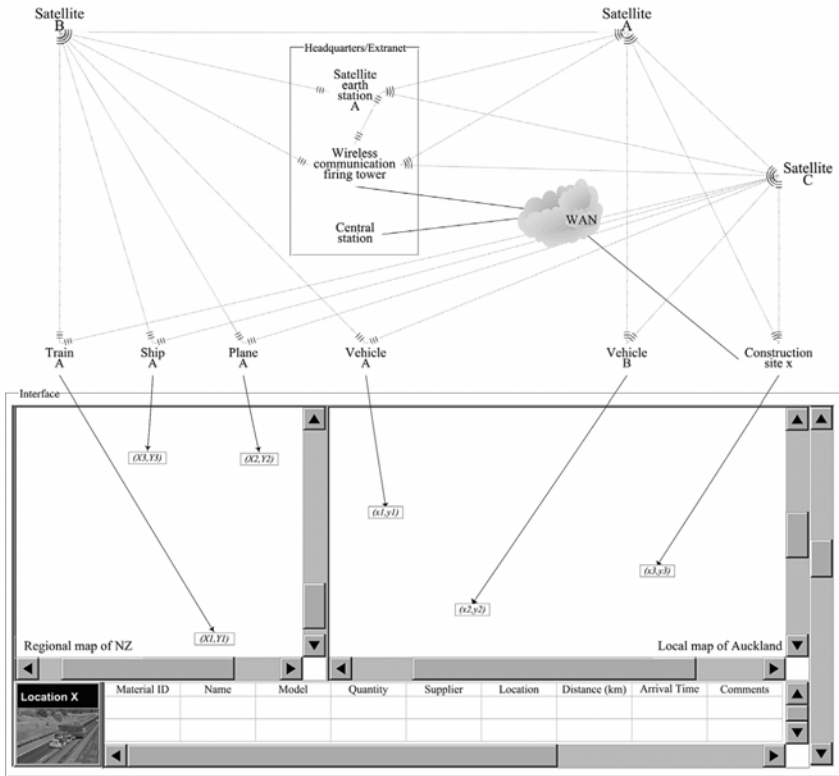 Satellite
B
Satellite
A
Headquarters/Extranet
Satellite
earth
station
A
Wireless
communication
firing tower
Satellite
C
WAN
Central
station
Train
A
Ship
A
Plane
A
Vehicle
A
Vehicle
B
Construction
site x
Interface
(X3,Y3)
(X2,Y2)
(x1,y1)
(x3,y3)
(x2,y2)
(X1,Y1)
Regional map of NZ
Local map of Auckland
Location X
Material ID Name Model Quantity Supplier Location Distance (km) Arrival Time Comments